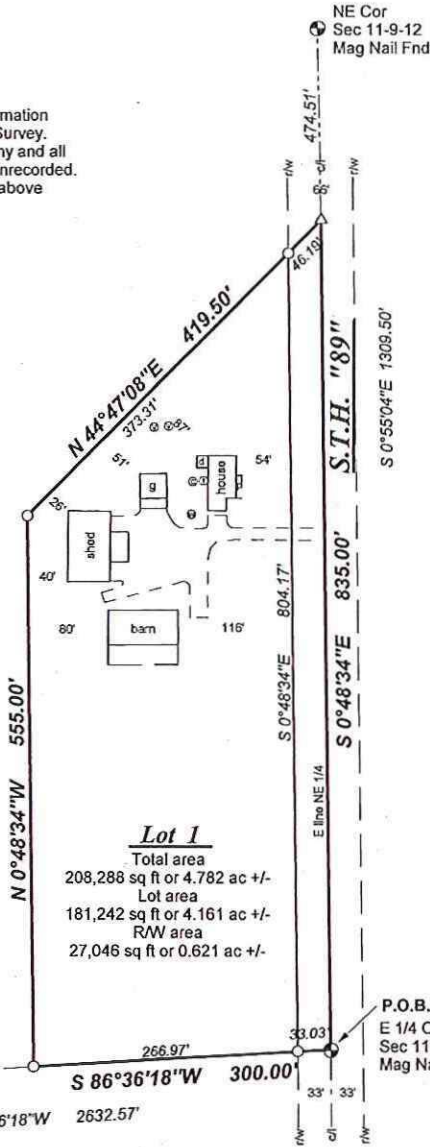 NE Cor
Sec 11-9-12
Mag Nail Fnd
474.51'
mation
Survey.
ny and all
nrecorded.
above
r/w
c/l
r/w
66'
46.19'
N 44°47'08"E 419.50'
373.31'
S.T.H. "89"
S 0°55'04"E 1309.50'
51'
54'
house
g
26'
shed
40'
80'
barn
116'
804.17'
S 0°48'34"E
S 0°48'34"E 835.00'
E line NE 1/4
N 0°48'34"W 555.00'
Lot 1
Total area
208,288 sq ft or 4.782 ac +/-
Lot area
181,242 sq ft or 4.161 ac +/-
R/W area
27,046 sq ft or 0.621 ac +/-
P.O.B.
E 1/4 C
Sec 11
Mag Na
33.03'
266.97'
S 86°36'18"W 300.00'
6'18"W 2632.57'
33' 33'
r/w
c/l
r/w